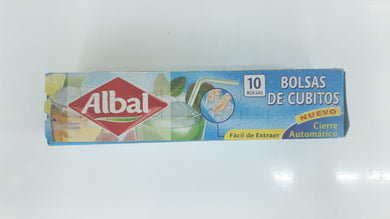 Albal
10
BOLSAS
BOLSAS
DE CUBITOS
NUEVO
Cierre
Automático
Fácil de Extraer